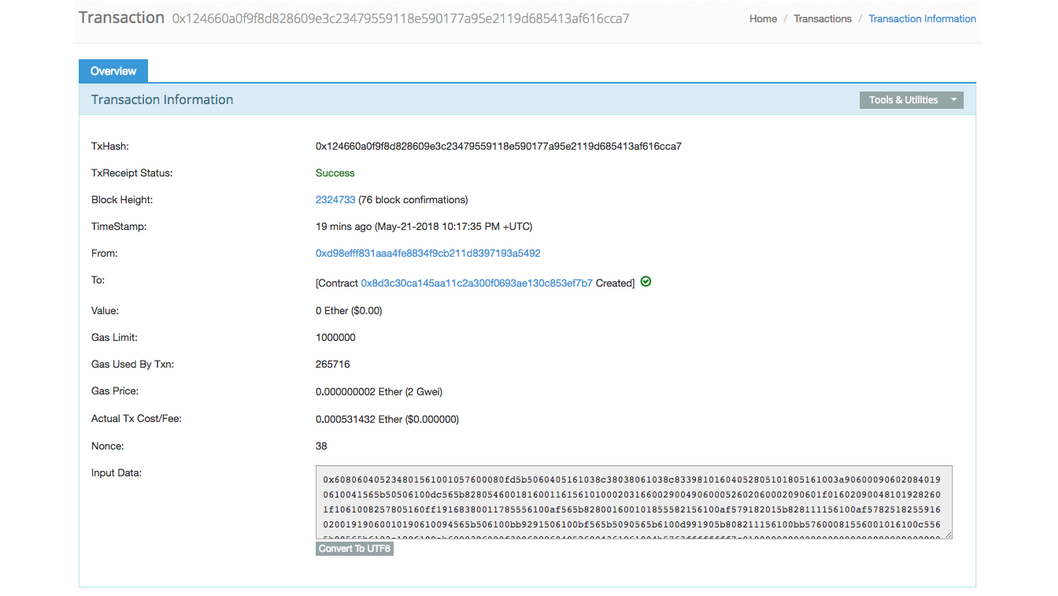 Transaction 0x124660a0f9f8d828609e3c23479559118e590177a95e2119d685413af616cca7
Home / Transactions / Transaction Information
Overview
Transaction Information
Tools & Utilities
TxHash: 0x124660a0f9f8d828609e3c23479559118e590177a95e2119d685413af616cca7
TxReceipt Status: Success
Block Height: 2324733 (76 block confirmations)
TimeStamp: 19 mins ago (May-21-2018 10:17:35 PM +UTC)
From: 0xd98efff831aaa4fe8834f9cb211d8397193a5492
To: [Contract 0x8d3c30ca145aa11c2a300f0693ae130c853ef7b7 Created]
Value: 0 Ether ($0.00)
Gas Limit: 1000000
Gas Used By Txn: 265716
Gas Price: 0.000000002 Ether (2 Gwei)
Actual Tx Cost/Fee: 0.000531432 Ether ($0.000000)
Nonce: 38
Input Data:
0x6080604052348015610010576000080fd5b5060405161038c38038061038c833981016040528051018051610003a90600090602084019
0610041565b50506100dc565b828054600181600116156101000203166002900490600052602060002090601f01602090048101928260
1f1061008257805160ff19168380011785556100af565b828001600101855582156100af579182015b828111156100af5782518255916
02001919060010190610094565b506100bb9291506100bf565b5090565b6100d991905b808211156100bb57600081556001016100c556
Convert To UTF8